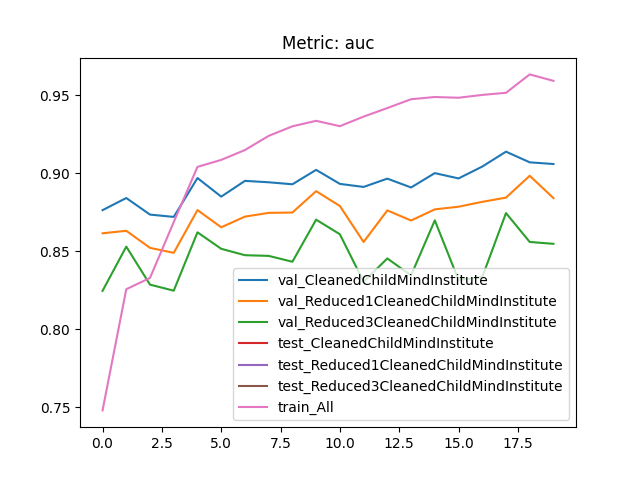 Metric: auc
0.95
0.90
0.85
0.80
0.75
val_CleanedChildMindInstitute
val_Reduced1CleanedChildMindInstitute
val_Reduced3CleanedChildMindInstitute
test_CleanedChildMindInstitute
test_Reduced1CleanedChildMindInstitute
test_Reduced3CleanedChildMindInstitute
train_All
0.0 2.5 5.0 7.5 10.0 12.5 15.0 17.5